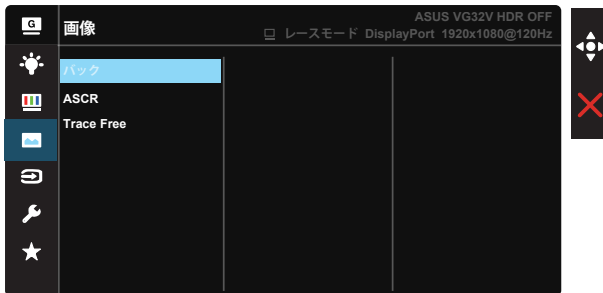 G
画像
ASUS VG32V HDR OFF
レースモード DisplayPort 1920x1080@120Hz
バック
ASCR
Trace Free